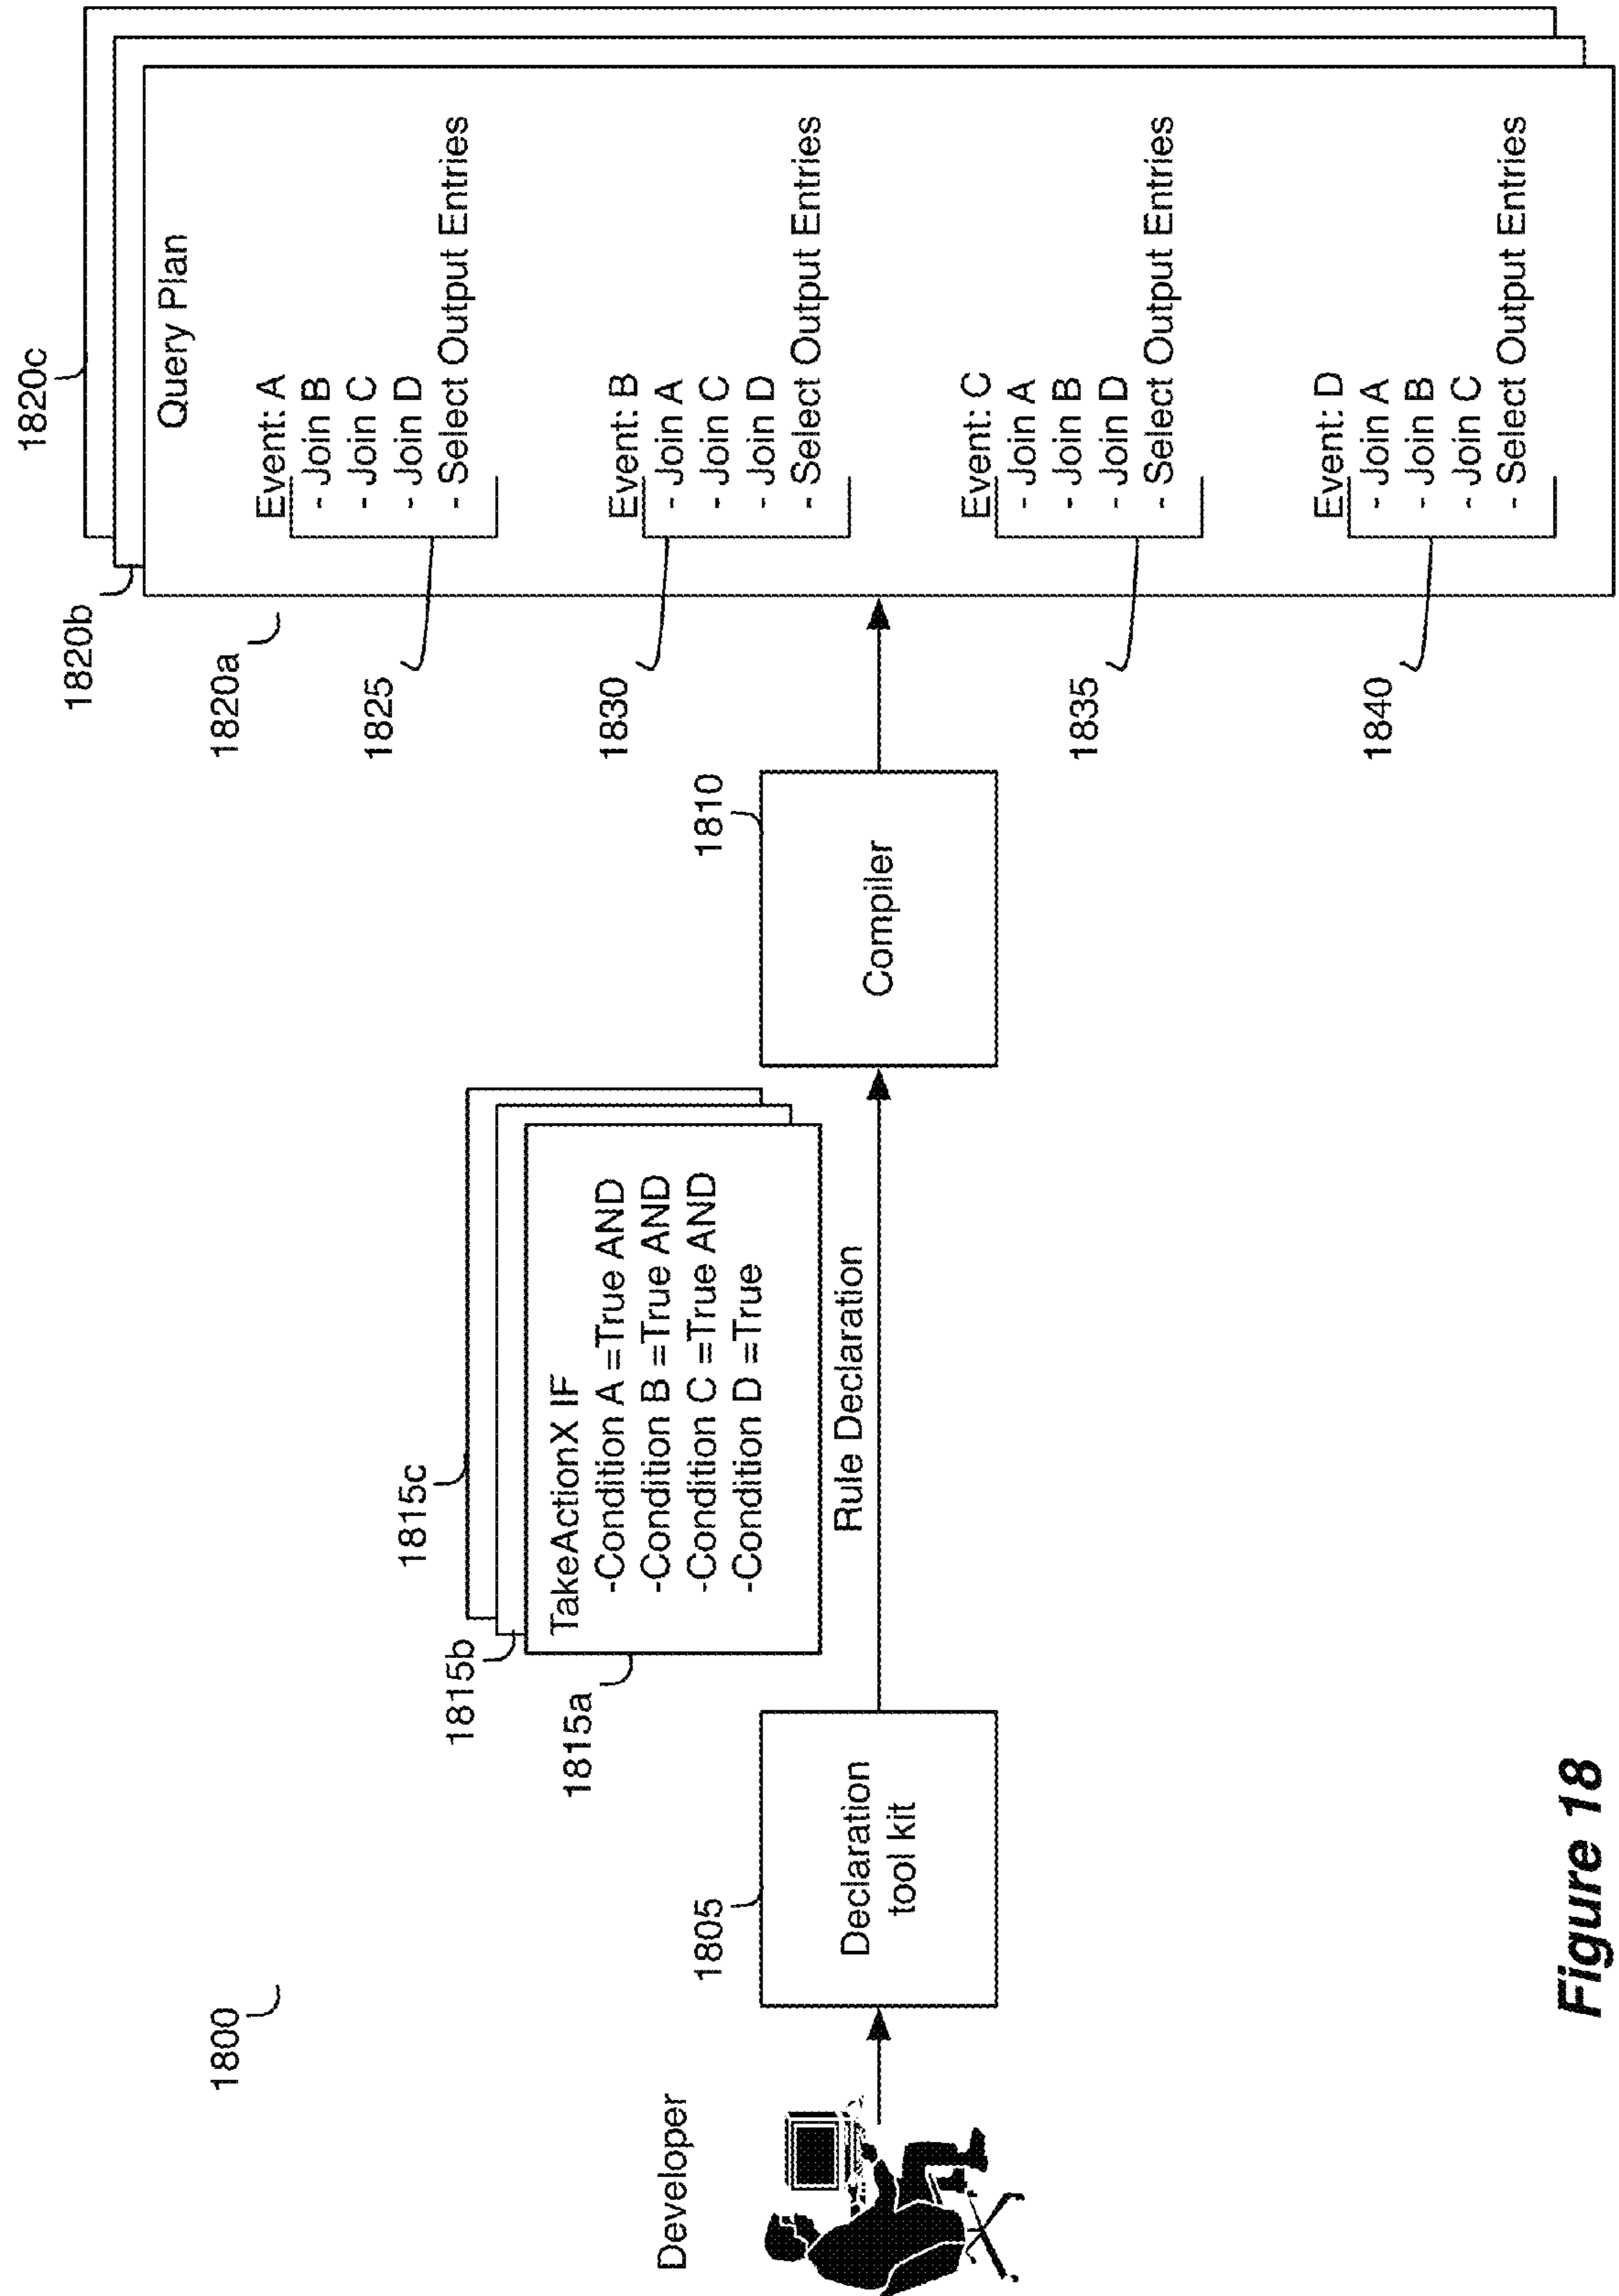 1800
Developer
1805
Declaration
tool kit
1815a
1815b
1815c
TakeActionX IF
-Condition A =True AND
-Condition B =True AND
-Condition C =True AND
-Condition D =True
Rule Declaration
1810
Compiler
1820a
1820b
1820c
Query Plan
1825
Event: A
- Join B
- Join C
- Join D
- Select Output Entries
1830
Event: B
- Join A
- Join C
- Join D
- Select Output Entries
1835
Event: C
- Join A
- Join B
- Join D
- Select Output Entries
1840
Event: D
- Join A
- Join B
- Join C
- Select Output Entries
Figure 18